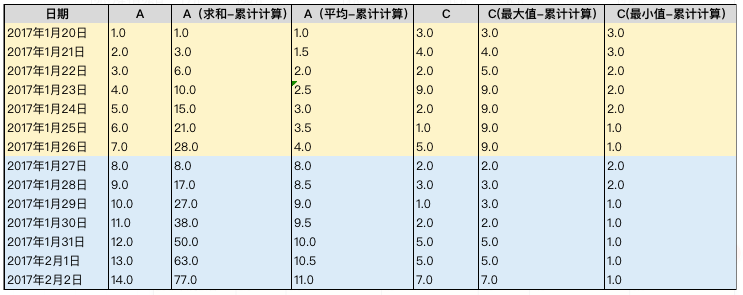 日期 A A（求和-累计计算） A（平均-累计计算） C C(最大值-累计计算） C(最小值-累计计算）
2017年1月20日 1.0 1.0 1.0 3.0 3.0 3.0
2017年1月21日 2.0 3.0 1.5 4.0 4.0 3.0
2017年1月22日 3.0 6.0 2.0 2.0 5.0 2.0
2017年1月23日 4.0 10.0 2.5 9.0 9.0 2.0
2017年1月24日 5.0 15.0 3.0 2.0 9.0 2.0
2017年1月25日 6.0 21.0 3.5 1.0 9.0 1.0
2017年1月26日 7.0 28.0 4.0 5.0 9.0 1.0
2017年1月27日 8.0 8.0 8.0 2.0 2.0 2.0
2017年1月28日 9.0 17.0 8.5 3.0 3.0 2.0
2017年1月29日 10.0 27.0 9.0 1.0 3.0 1.0
2017年1月30日 11.0 38.0 9.5 2.0 2.0 1.0
2017年1月31日 12.0 50.0 10.0 5.0 5.0 1.0
2017年2月1日 13.0 63.0 10.5 5.0 5.0 1.0
2017年2月2日 14.0 77.0 11.0 7.0 7.0 1.0